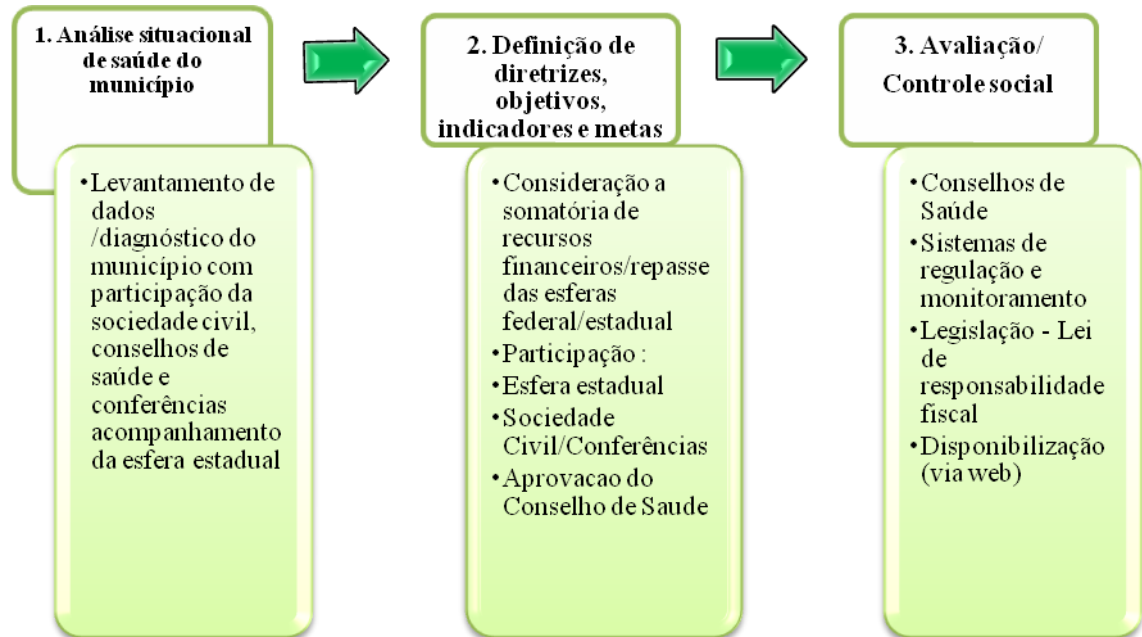 1. Análise situacional
de saúde do
município
•Levantamento de
dados
/diagnóstico do
município com
participação da
sociedade civil,
conselhos de
saúde e
conferências
acompanhamento
da esfera estadual
2. Definição de
diretrizes,
objetivos,
indicadores e metas
•Consideração a
somatória de
recursos
financeiros/repasse
das esferas
federal/estadual
•Participação :
•Esfera estadual
•Sociedade
Civil/Conferências
•Aprovacao do
Conselho de Saude
3. Avaliação/
Controle social
•Conselhos de
Saúde
•Sistemas de
regulação e
monitoramento
•Legislação - Lei
de
responsabilidade
fiscal
•Disponibilização
(via web)